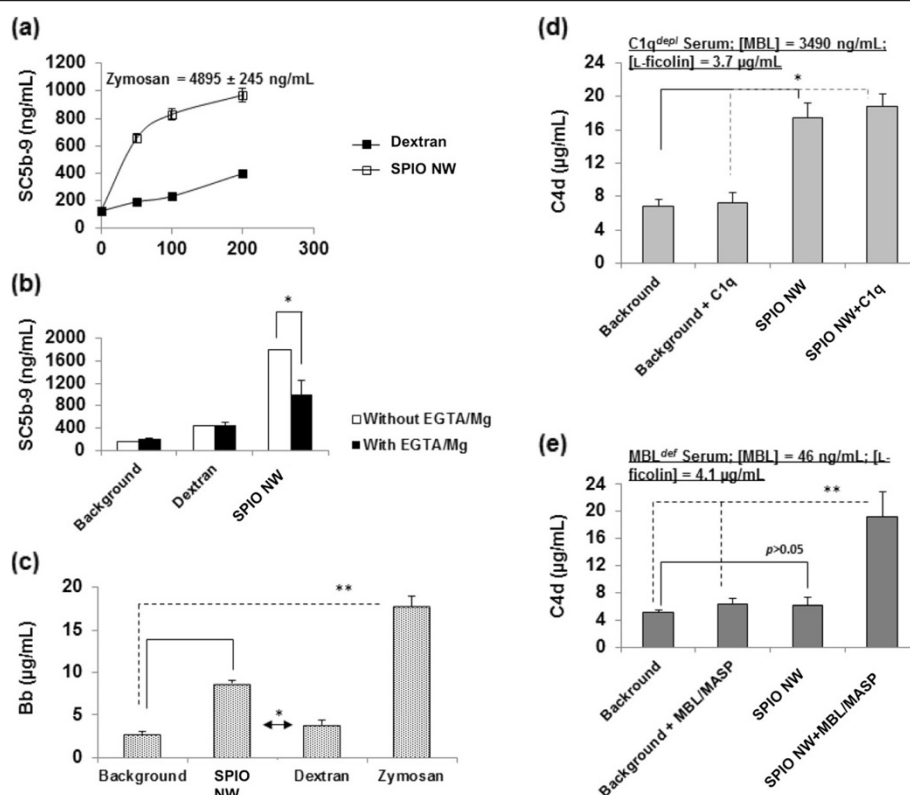 (a)
1200
1000
800
600
400
200
0
SC5b-9 (ng/mL)
Zymosan = 4895 ± 245 ng/mL
Dextran
SPIO NW
0 100 200 300
(b)
2000
1600
1200
800
400
0
SC5b-9 (ng/mL)
*
Without EGTA/Mg
With EGTA/Mg
Background
Dextran
SPIO NW
(c)
20
15
10
5
0
Bb (µg/mL)
**
*
Background
SPIO
NW
Dextran
Zymosan
(d)
C1qdepl Serum; [MBL] = 3490 ng/mL;
[L-ficolin] = 3.7 µg/mL
*
24
20
16
12
8
4
0
C4d (µg/mL)
Backround
Background + C1q
SPIO NW
SPIO NW+C1q
(e)
MBLdef Serum; [MBL] = 46 ng/mL; [L-
ficolin] = 4.1 µg/mL
**
p>0.05
24
20
16
12
8
4
0
C4d (µg/mL)
Backround
Background + MBL/MASP
SPIO NW
SPIO NW+MBL/MASP